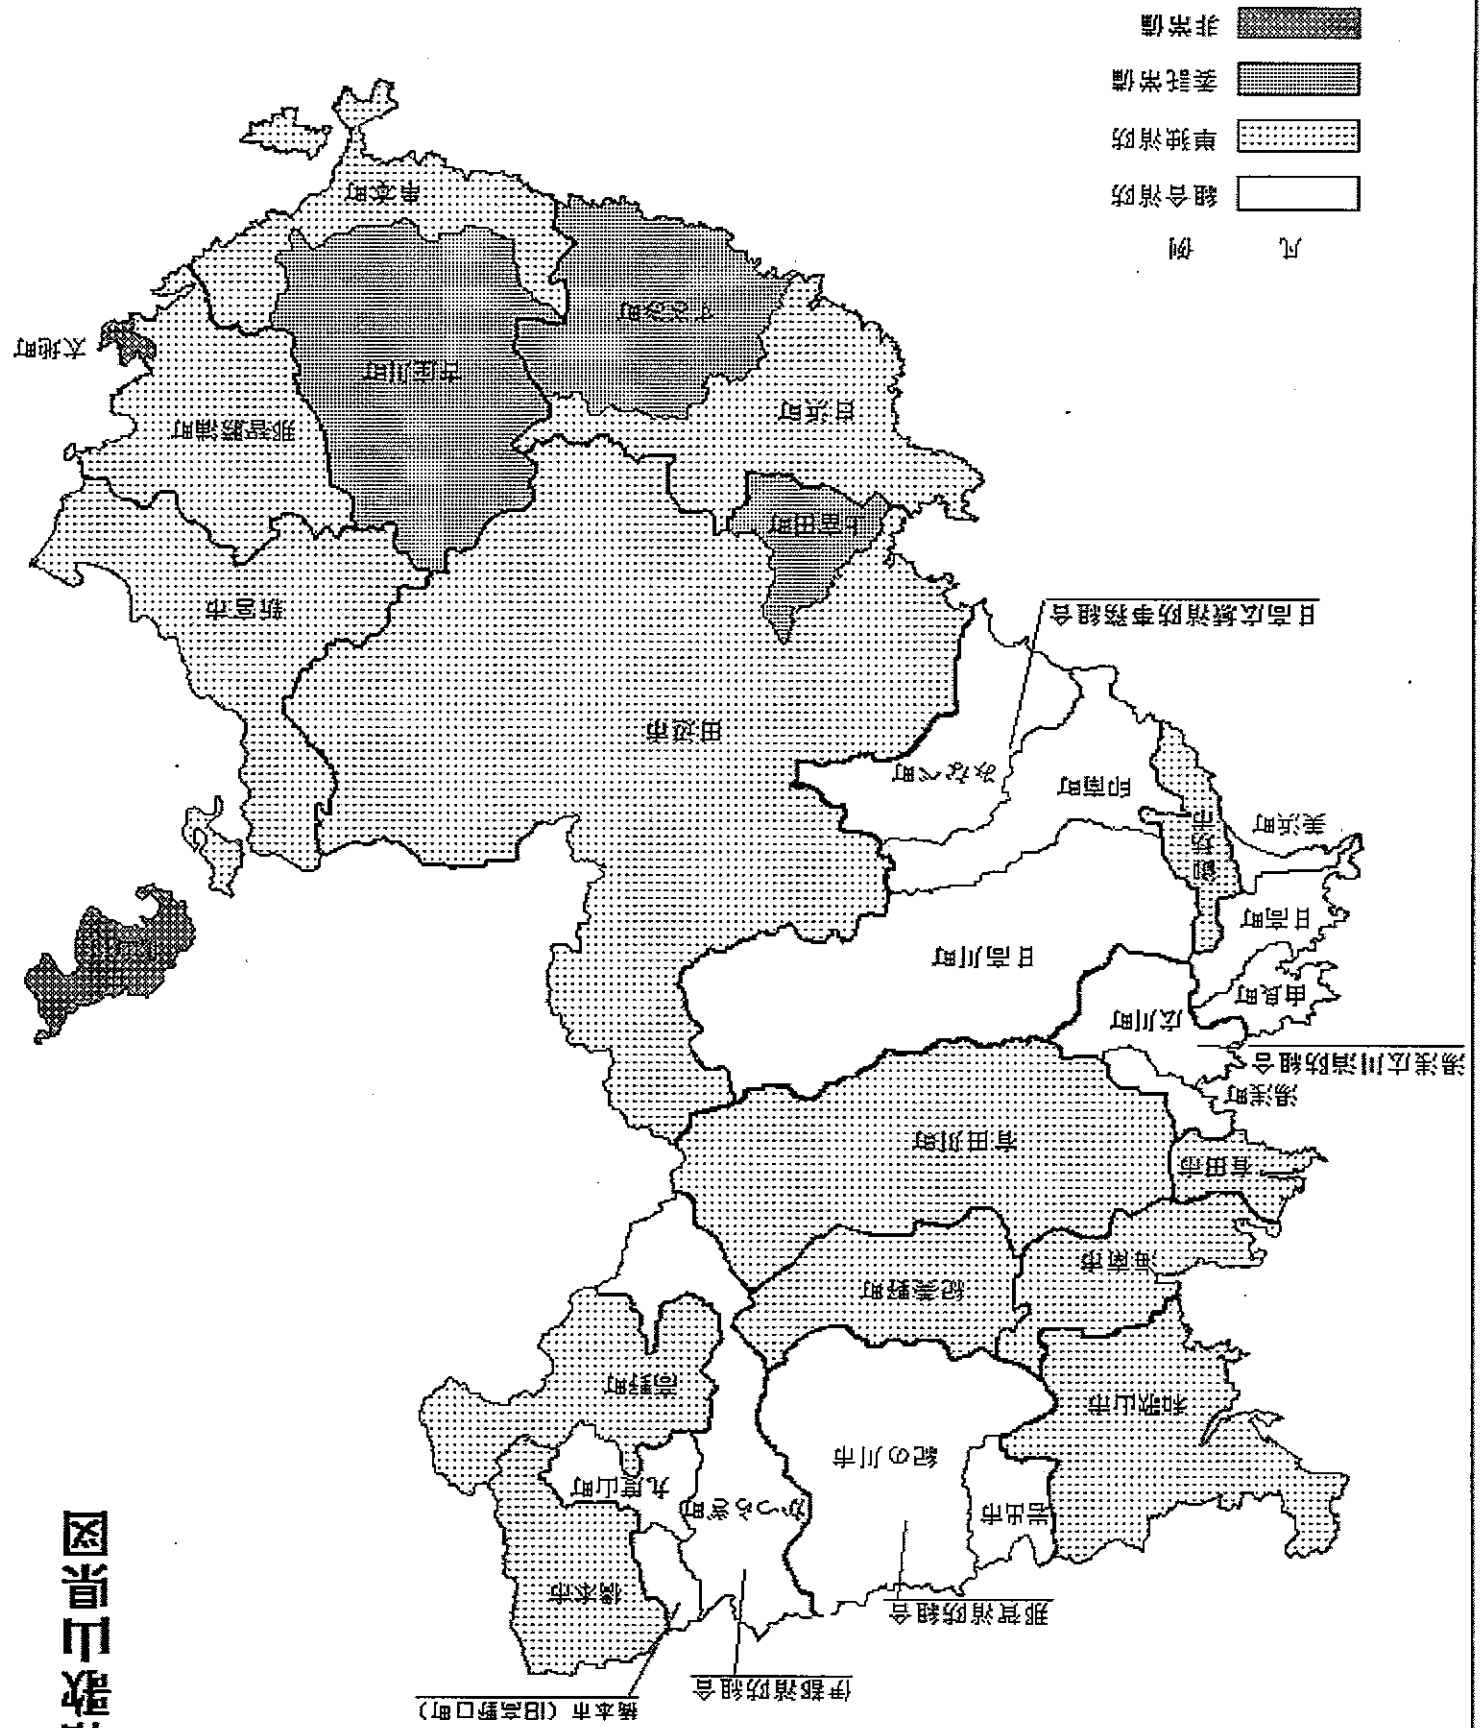 和歌山県図
橋本市（旧高野口町）
伊都消防組合
那賀消防組合
橋本市
かつらぎ町
九度山町
岩出市
紀の川市
和歌山市
高野町
海南市
紀美野町
有田市
有田川町
湯浅町
湯浅広川消防組合
広川町
由良町
日高川町
日高町
美浜町
御坊市
印南町
みなべ町
日高広域消防事務組合
田辺市
新宮市
上富田町
白浜町
那智勝浦町
古座川町
すさみ町
太地町
串本町
凡　例
組合消防
単独消防
委託常備
非常備